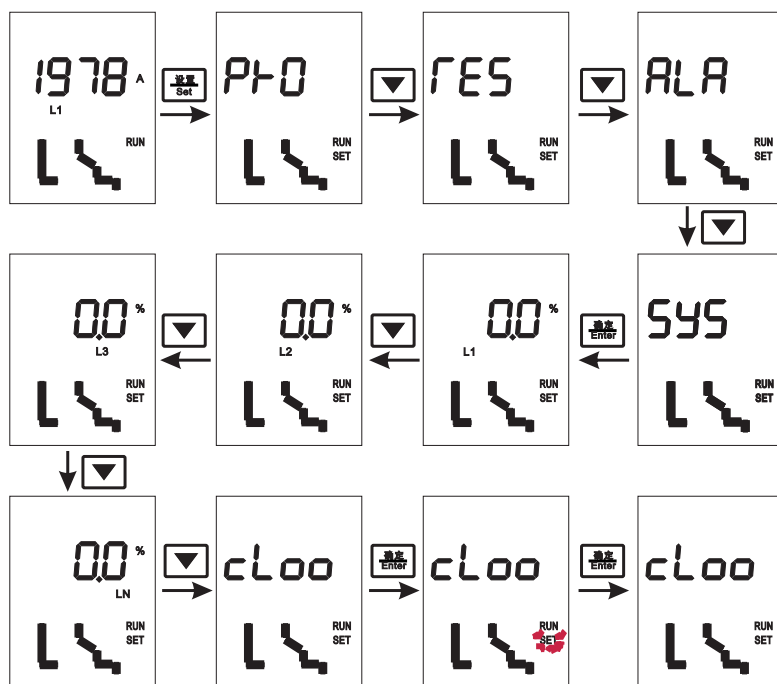 1978 A
L1
RUN
设置
Set
PrO
RUN
SET
rES
RUN
SET
ALA
RUN
SET
0.0 %
L3
RUN
SET
0.0 %
L2
RUN
SET
0.0 %
L1
RUN
SET
确定
Enter
SYS
RUN
SET
0.0 %
LN
RUN
SET
cLoo
RUN
SET
确定
Enter
cLoo
RUN
SET
确定
Enter
cLoo
RUN
SET